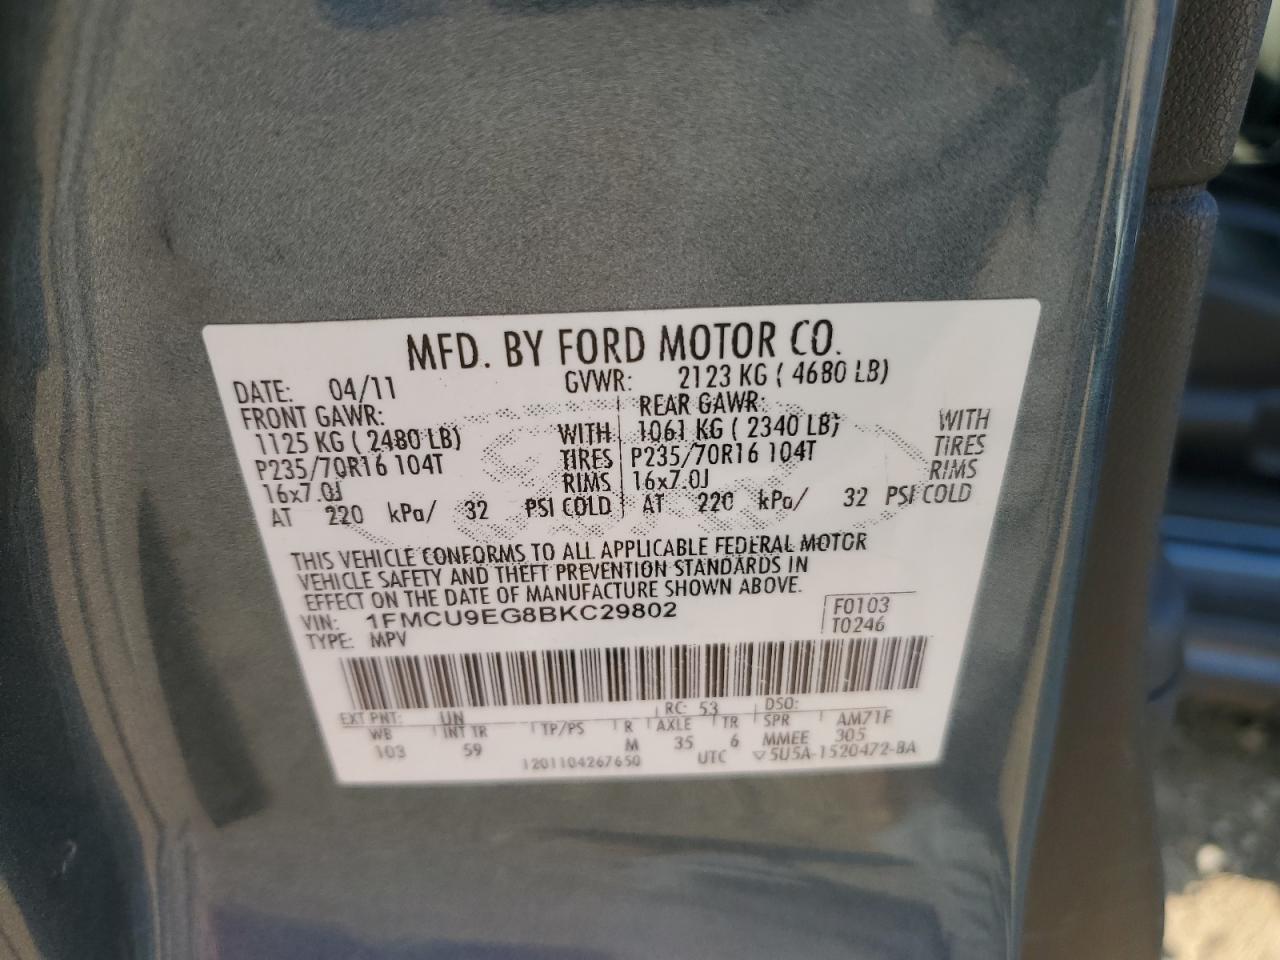 MFD. BY FORD MOTOR CO.
DATE: 04/11 GVWR: 2123 KG ( 4680 LB)
FRONT GAWR: REAR GAWR:
1125 KG ( 2480 LB) WITH 1061 KG ( 2340 LB) WITH
P235/70R16 104T TIRES P235/70R16 104T TIRES
16x7.0J RIMS 16x7.0J RIMS
AT 220 kPa/ 32 PSI COLD AT 220 kPa/ 32 PSI COLD
THIS VEHICLE CONFORMS TO ALL APPLICABLE FEDERAL MOTOR
VEHICLE SAFETY AND THEFT PREVENTION STANDARDS IN
EFFECT ON THE DATE OF MANUFACTURE SHOWN ABOVE.
VIN: 1FMCU9EG8BKC29802 F0103
TYPE: MPV T0246
EXT PNT: UN RC: 53 DSO:
WB INT TR TP/PS R AXLE TR SPR AM71F
103 59 M 35 6 MMEE 305
1201104267650 UTC ▽5U5A-1520472-BA